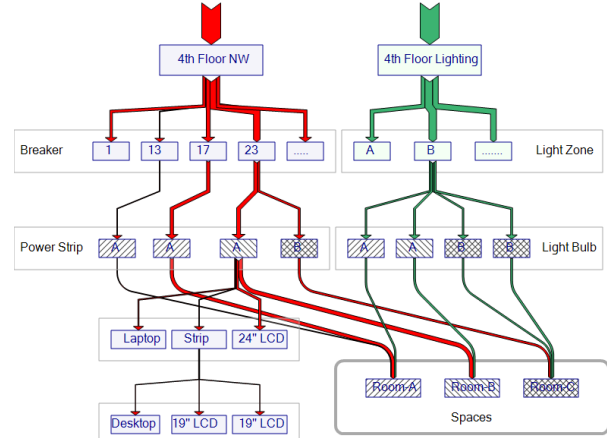 4th Floor NW 4th Floor Lighting
Breaker 1 13 17 23 ..... A B ....... Light Zone
Power Strip A A A B A A B B Light Bulb
Laptop Strip 24" LCD
Room-A Room-B Room-C
Desktop 19" LCD 19" LCD Spaces